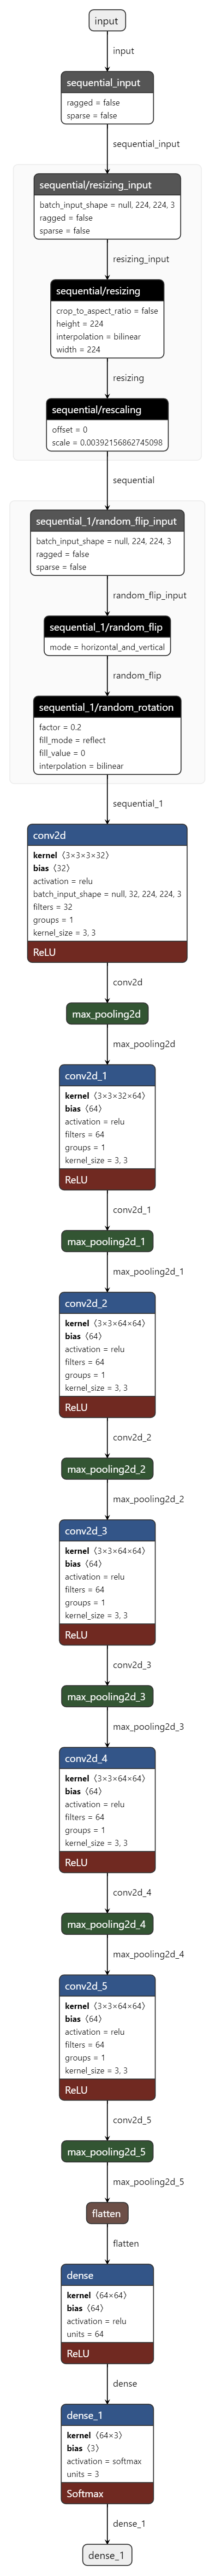 input
input
sequential_input
ragged = false
sparse = false
sequential_input
sequential/resizing_input
batch_input_shape = null, 224, 224, 3
ragged = false
sparse = false
resizing_input
sequential/resizing
crop_to_aspect_ratio = false
height = 224
interpolation = bilinear
width = 224
resizing
sequential/rescaling
offset = 0
scale = 0.00392156862745098
sequential
sequential_1/random_flip_input
batch_input_shape = null, 224, 224, 3
ragged = false
sparse = false
random_flip_input
sequential_1/random_flip
mode = horizontal_and_vertical
random_flip
sequential_1/random_rotation
factor = 0.2
fill_mode = reflect
fill_value = 0
interpolation = bilinear
sequential_1
conv2d
kernel ⟨3×3×3×32⟩
bias ⟨32⟩
activation = relu
batch_input_shape = null, 32, 224, 224, 3
filters = 32
groups = 1
kernel_size = 3, 3
ReLU
conv2d
max_pooling2d
max_pooling2d
conv2d_1
kernel ⟨3×3×32×64⟩
bias ⟨64⟩
activation = relu
filters = 64
groups = 1
kernel_size = 3, 3
ReLU
conv2d_1
max_pooling2d_1
max_pooling2d_1
conv2d_2
kernel ⟨3×3×64×64⟩
bias ⟨64⟩
activation = relu
filters = 64
groups = 1
kernel_size = 3, 3
ReLU
conv2d_2
max_pooling2d_2
max_pooling2d_2
conv2d_3
kernel ⟨3×3×64×64⟩
bias ⟨64⟩
activation = relu
filters = 64
groups = 1
kernel_size = 3, 3
ReLU
conv2d_3
max_pooling2d_3
max_pooling2d_3
conv2d_4
kernel ⟨3×3×64×64⟩
bias ⟨64⟩
activation = relu
filters = 64
groups = 1
kernel_size = 3, 3
ReLU
conv2d_4
max_pooling2d_4
max_pooling2d_4
conv2d_5
kernel ⟨3×3×64×64⟩
bias ⟨64⟩
activation = relu
filters = 64
groups = 1
kernel_size = 3, 3
ReLU
conv2d_5
max_pooling2d_5
max_pooling2d_5
flatten
flatten
dense
kernel ⟨64×64⟩
bias ⟨64⟩
activation = relu
units = 64
ReLU
dense
dense_1
kernel ⟨64×3⟩
bias ⟨3⟩
activation = softmax
units = 3
Softmax
dense_1
dense_1